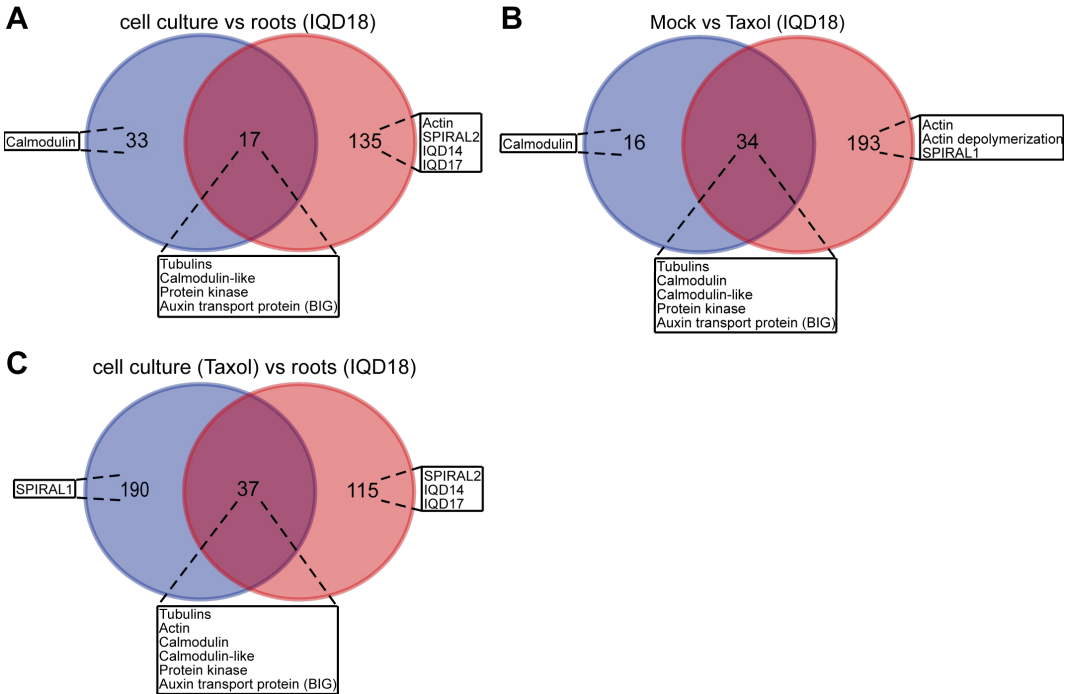 A
cell culture vs roots (IQD18)
Calmodulin
33
17
135
Actin
SPIRAL2
IQD14
IQD17
Tubulins
Calmodulin-like
Protein kinase
Auxin transport protein (BIG)
B
Mock vs Taxol (IQD18)
Calmodulin
16
34
193
Actin
Actin depolymerization
SPIRAL1
Tubulins
Calmodulin
Calmodulin-like
Protein kinase
Auxin transport protein (BIG)
C
cell culture (Taxol) vs roots (IQD18)
SPIRAL1
190
37
115
SPIRAL2
IQD14
IQD17
Tubulins
Actin
Calmodulin
Calmodulin-like
Protein kinase
Auxin transport protein (BIG)